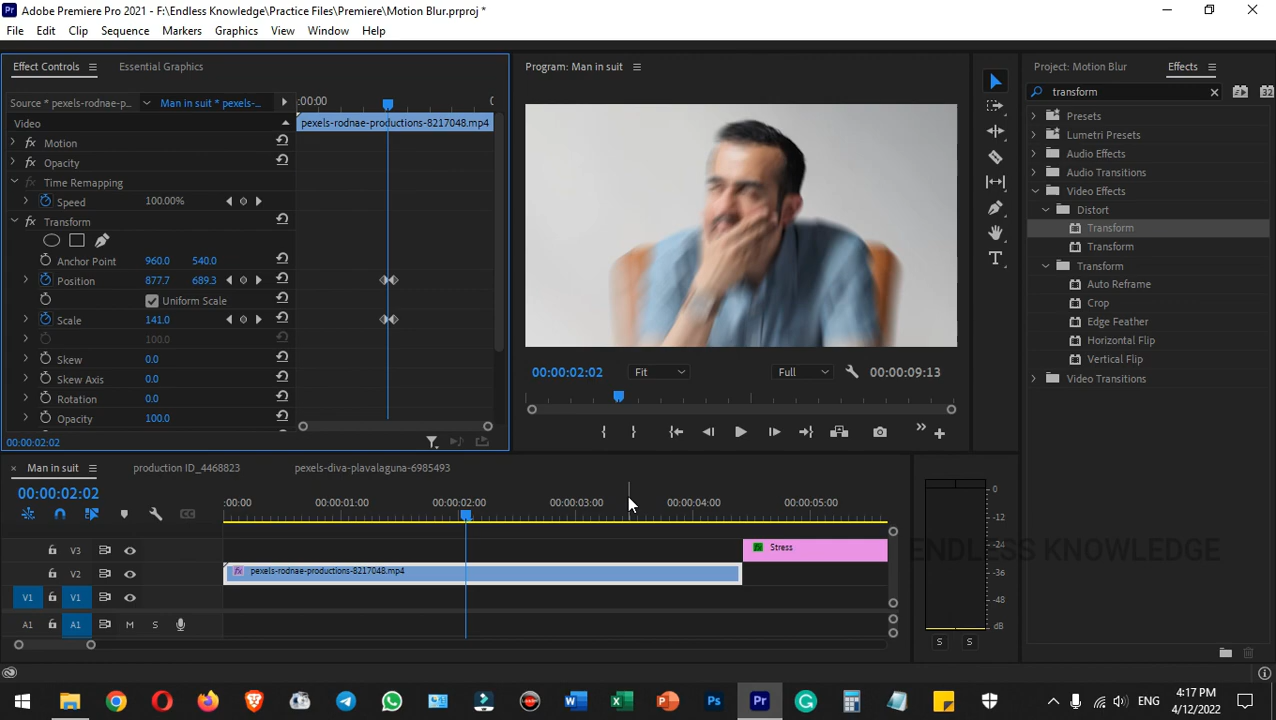 Adobe Premiere Pro 2021 - F:\Endless Knowledge\Practice Files\Premiere\Motion Blur.prproj *
File Edit Clip Sequence Markers Graphics View Window Help
Effect Controls Essential Graphics
Source * pexels-rodnae-p... Man in suit * pexels-...
:00:00 0
Video
pexels-rodnae-productions-8217048.mp4
fx Motion
fx Opacity
fx Time Remapping
Speed 100.00%
fx Transform
Anchor Point 960.0 540.0
Position 877.7 689.3
Uniform Scale
Scale 141.0
100.0
Skew 0.0
Skew Axis 0.0
Rotation 0.0
Opacity 100.0
00:00:02:02
Program: Man in suit
00:00:02:02 Fit Full 00:00:09:13
Project: Motion Blur Effects
transform
32
Presets
Lumetri Presets
Audio Effects
Audio Transitions
Video Effects
Distort
Transform
Transform
Transform
Auto Reframe
Crop
Edge Feather
Horizontal Flip
Vertical Flip
Video Transitions
Man in suit production ID_4468823 pexels-diva-plavalaguna-6985493
00:00:02:02
:00:00 00:00:01:00 00:00:02:00 00:00:03:00 00:00:04:00 00:00:05:00
V3 fx Stress
V2 fx pexels-rodnae-productions-8217048.mp4
V1 V1
A1 A1 M S
0
-12
-24
-36
-48
dB
S S
ENDLESS KNOWLEDGE
ENG
4:17 PM
4/12/2022